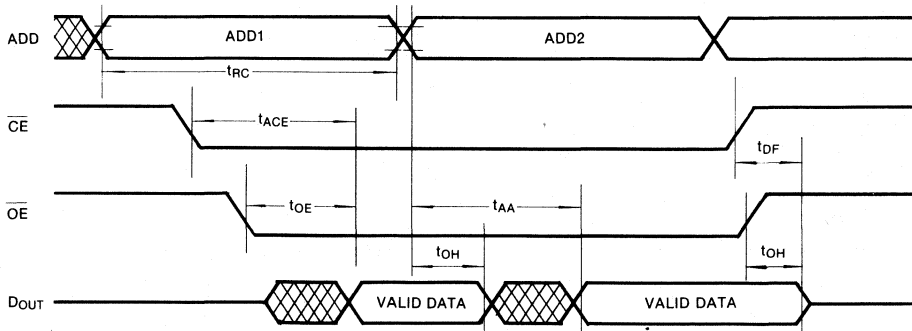 ADD ADD1 ADD2
tRC
CE tACE
tDF
OE tOE tAA
tOH tOH
DOUT VALID DATA VALID DATA